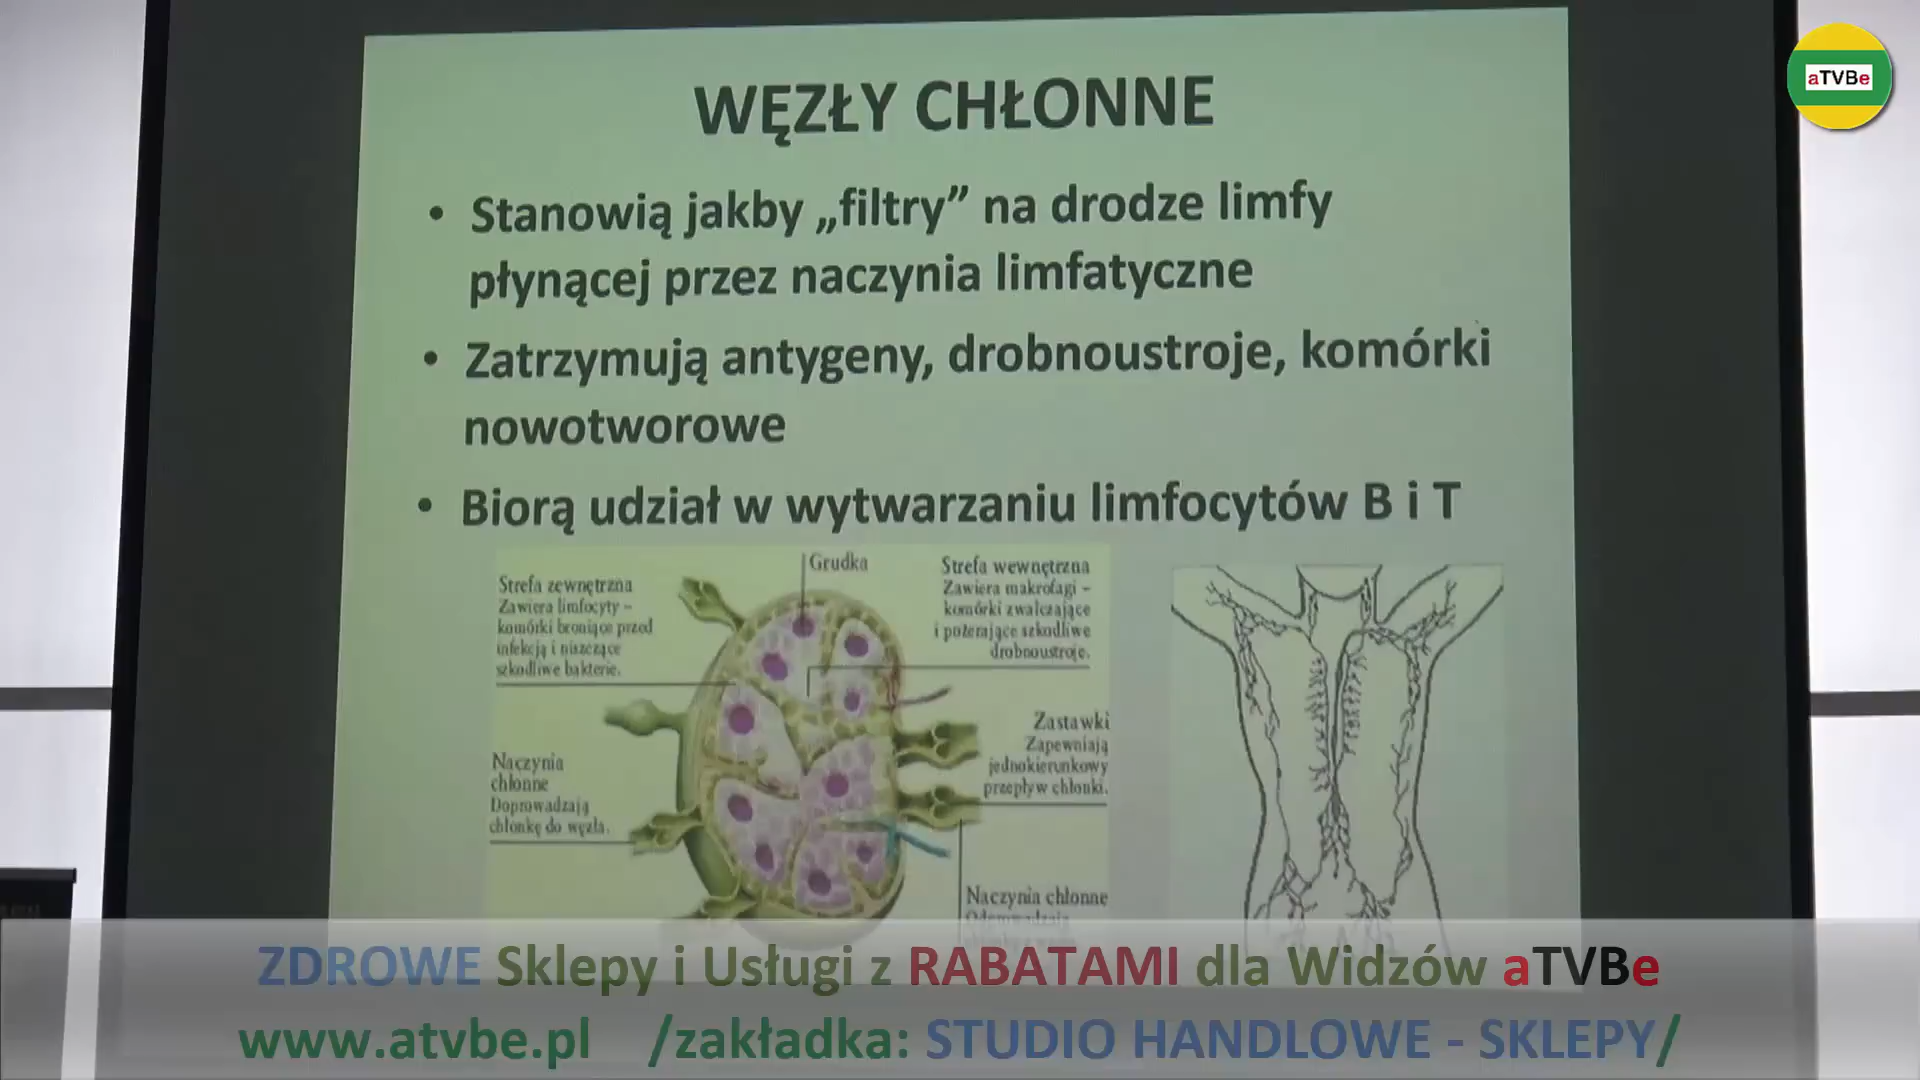 aTVBe
WĘZŁY CHŁONNE
• Stanowią jakby „filtry” na drodze limfy
płynącej przez naczynia limfatyczne
• Zatrzymują antygeny, drobnoustroje, komórki
nowotworowe
• Biorą udział w wytwarzaniu limfocytów B i T
Strefa zewnętrzna
Zawiera limfocyty –
komórki broniące przed
infekcją i niszczące
szkodliwe bakterie.
Grudka
Strefa wewnętrzna
Zawiera makrofagi –
komórki zwalczające
i pożerające szkodliwe
drobnoustroje.
Naczynia
chłonne
Doprowadzają
chłonkę do węzła.
Zastawki
Zapewniają
jednokierunkowy
przepływ chłonki.
Naczynia chłonne
Odprowadzają
ZDROWE Sklepy i Usługi z RABATAMI dla Widzów aTVBe
www.atvbe.pl /zakładka: STUDIO HANDLOWE - SKLEPY/